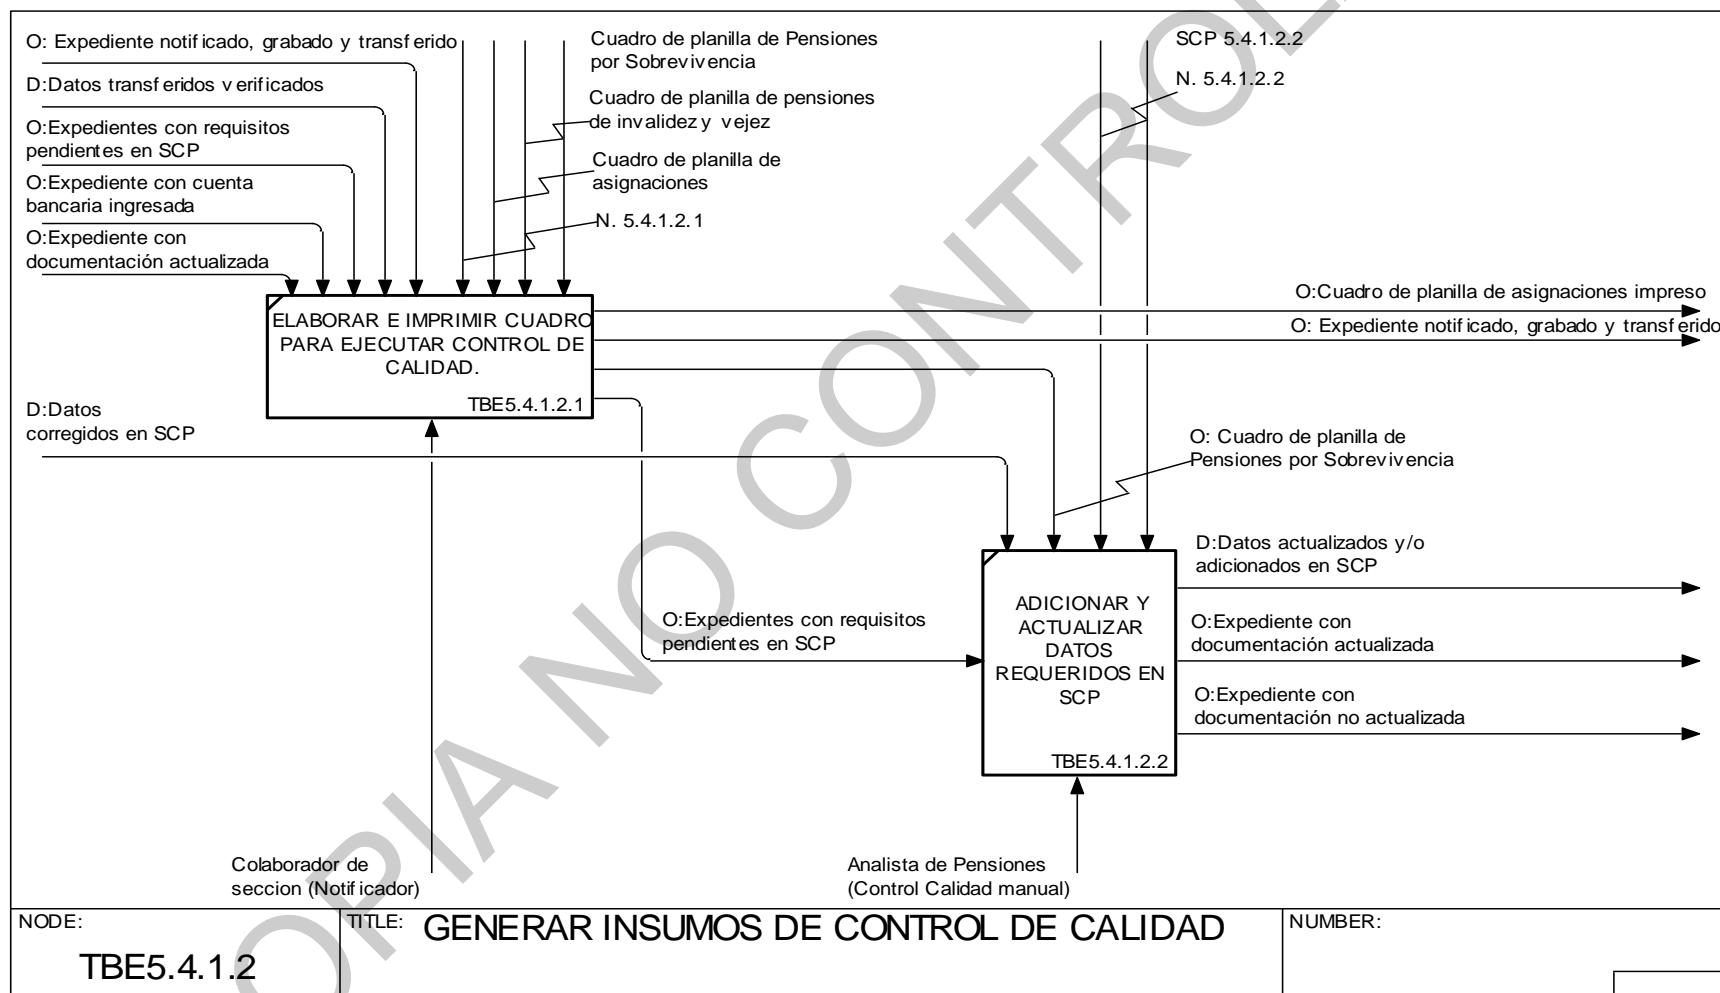 O: Expediente notificado, grabado y transferido
D:Datos transferidos verificados
O:Expedientes con requisitos
pendientes en SCP
O:Expediente con cuenta
bancaria ingresada
O:Expediente con
documentación actualizada
Cuadro de planilla de Pensiones
por Sobrevivencia
Cuadro de planilla de pensiones
de invalidez y vejez
Cuadro de planilla de
asignaciones
N. 5.4.1.2.1
SCP 5.4.1.2.2
N. 5.4.1.2.2
ELABORAR E IMPRIMIR CUADRO
PARA EJECUTAR CONTROL DE
CALIDAD.
TBE5.4.1.2.1
O:Cuadro de planilla de asignaciones impreso
O: Expediente notificado, grabado y transferido
D:Datos
corregidos en SCP
O: Cuadro de planilla de
Pensiones por Sobrevivencia
O:Expedientes con requisitos
pendientes en SCP
ADICIONAR Y
ACTUALIZAR
DATOS
REQUERIDOS EN
SCP
TBE5.4.1.2.2
D:Datos actualizados y/o
adicionados en SCP
O:Expediente con
documentación actualizada
O:Expediente con
documentación no actualizada
Colaborador de
seccion (Notificador)
Analista de Pensiones
(Control Calidad manual)
OPIA NO CONTROL
NODE:
TBE5.4.1.2
TITLE: GENERAR INSUMOS DE CONTROL DE CALIDAD
NUMBER: